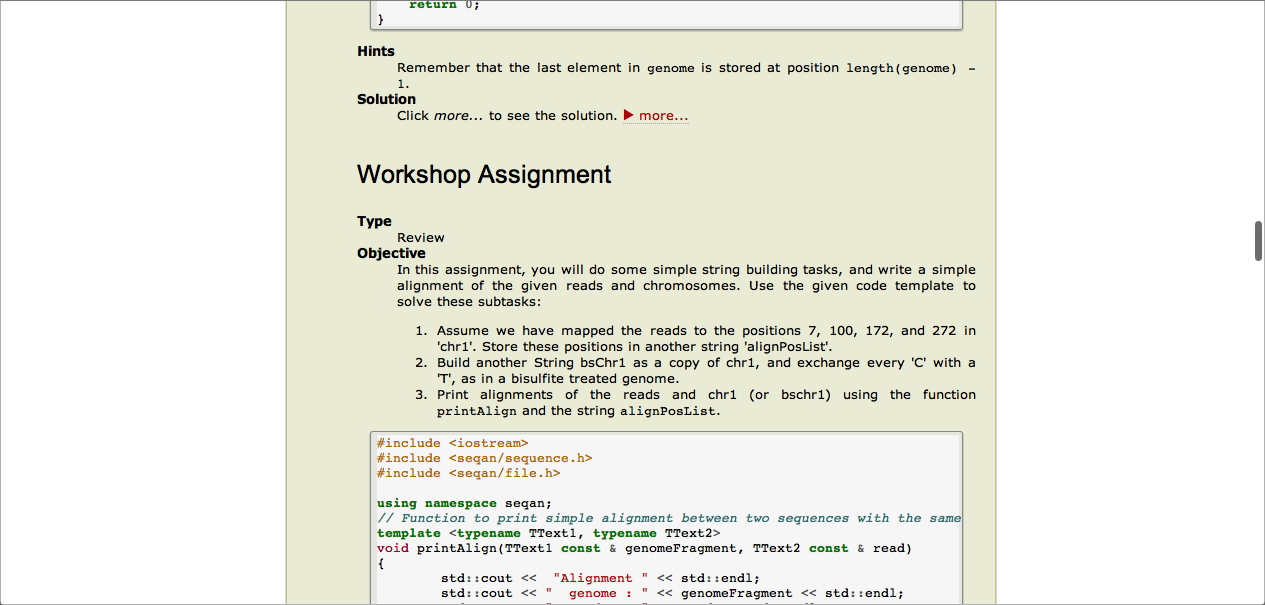 return 0;
}
Hints
Remember that the last element in genome is stored at position length(genome) -
1.
Solution
Click more... to see the solution. ▶ more...
Workshop Assignment
Type
Review
Objective
In this assignment, you will do some simple string building tasks, and write a simple
alignment of the given reads and chromosomes. Use the given code template to
solve these subtasks:
1. Assume we have mapped the reads to the positions 7, 100, 172, and 272 in
'chr1'. Store these positions in another string 'alignPosList'.
2. Build another String bsChr1 as a copy of chr1, and exchange every 'C' with a
'T', as in a bisulfite treated genome.
3. Print alignments of the reads and chr1 (or bschr1) using the function
printAlign and the string alignPosList.
#include <iostream>
#include <seqan/sequence.h>
#include <seqan/file.h>
using namespace seqan;
// Function to print simple alignment between two sequences with the same
template <typename TText1, typename TText2>
void printAlign(TText1 const & genomeFragment, TText2 const & read)
{
std::cout <<  "Alignment " << std::endl;
std::cout << "  genome : " << genomeFragment << std::endl;